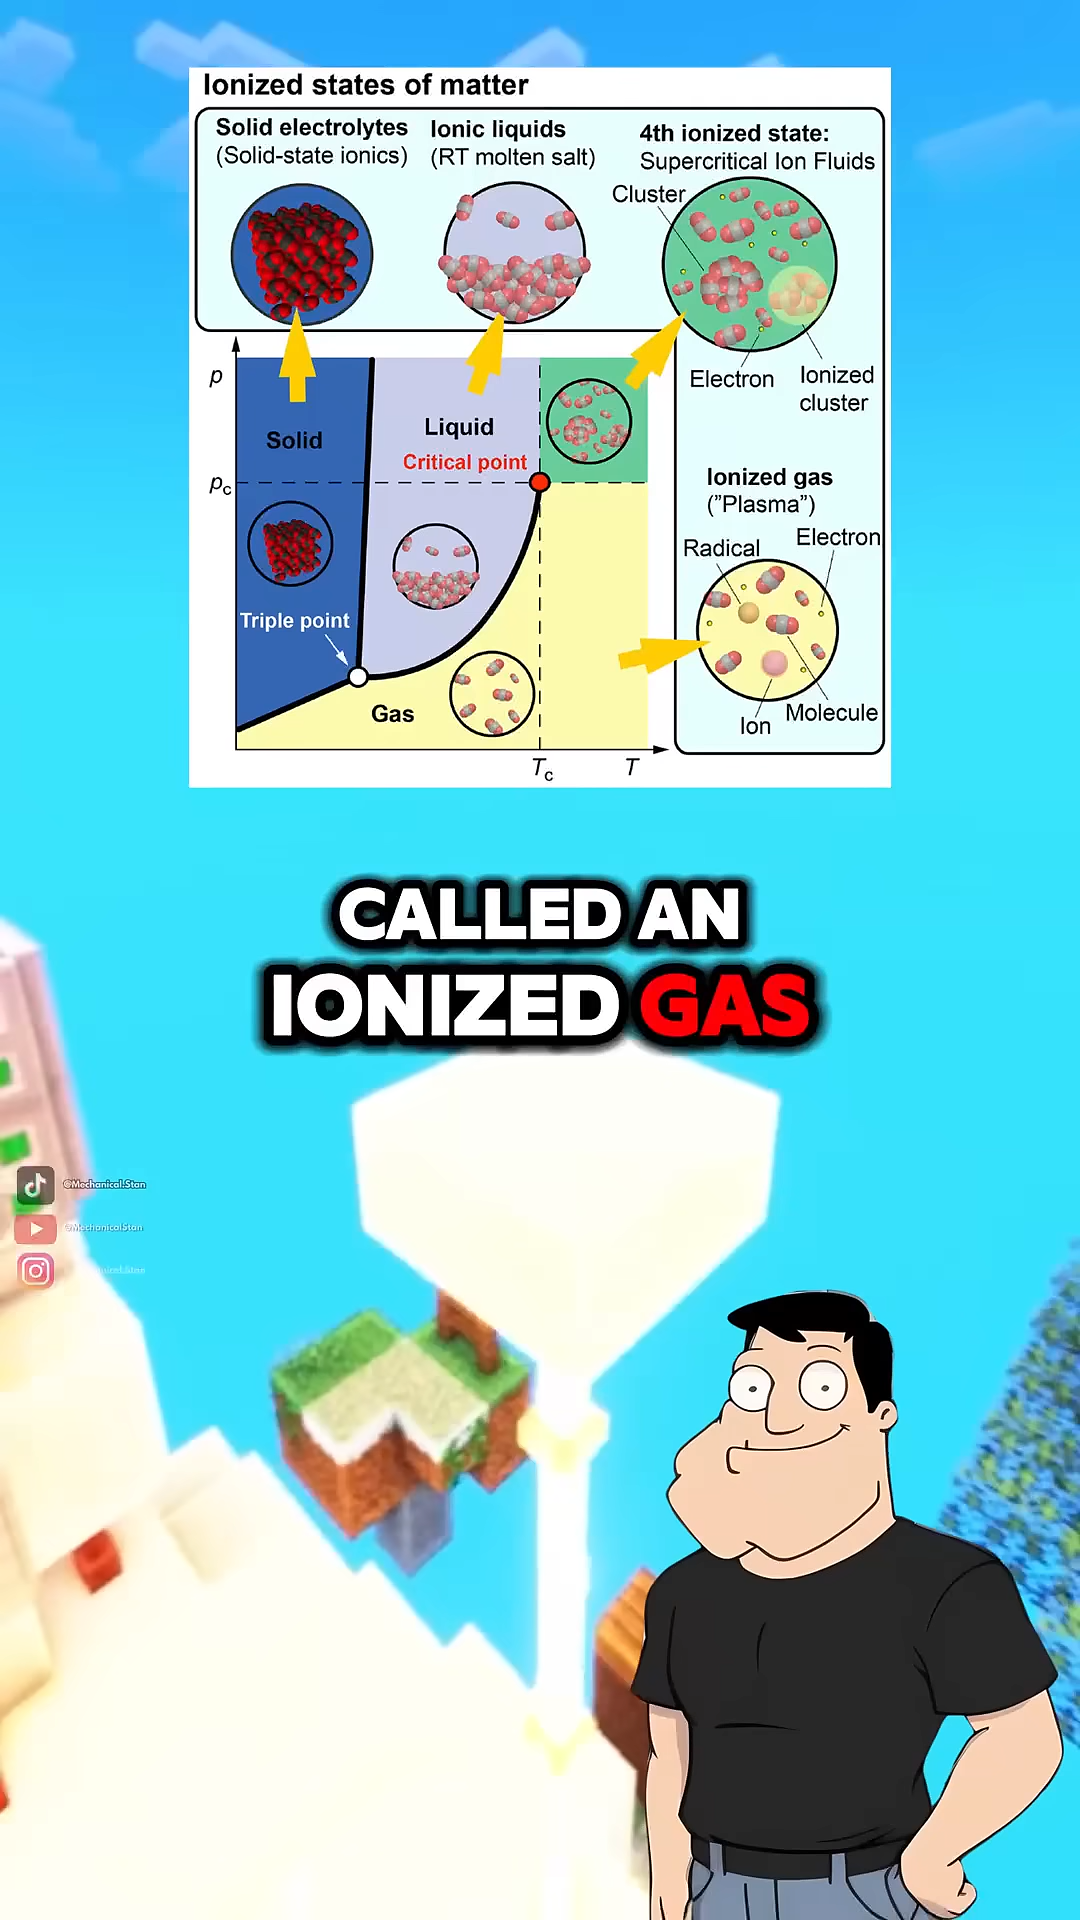 Ionized states of matter
Solid electrolytes
(Solid-state ionics)
Ionic liquids
(RT molten salt)
4th ionized state:
Supercritical Ion Fluids
Cluster
Electron
Ionized
cluster
p
Solid
Liquid
Critical point
pc
Triple point
Gas
Tc
T
Ionized gas
("Plasma")
Radical
Electron
Ion
Molecule
CALLED AN
IONIZED GAS
@Mechanical.Stan
@MechanicalStan